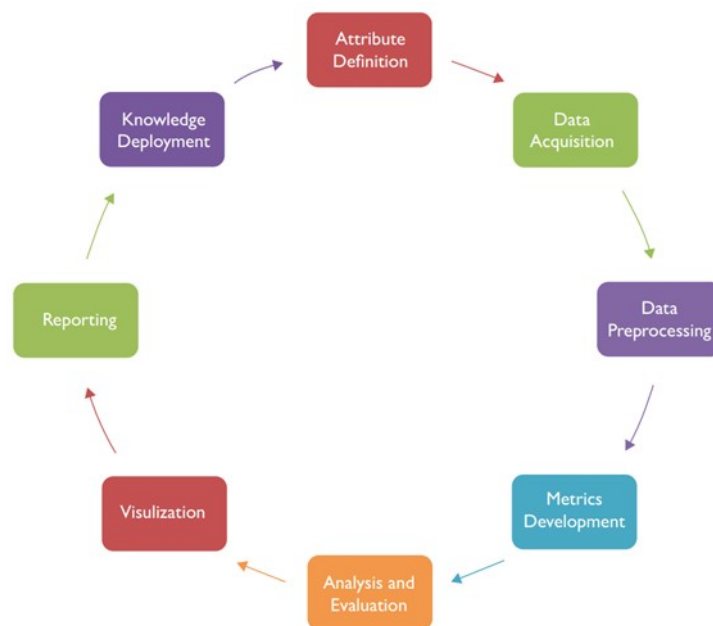 Attribute
Definition
Data
Acquisition
Data
Preprocessing
Metrics
Development
Analysis and
Evaluation
Visulization
Reporting
Knowledge
Deployment